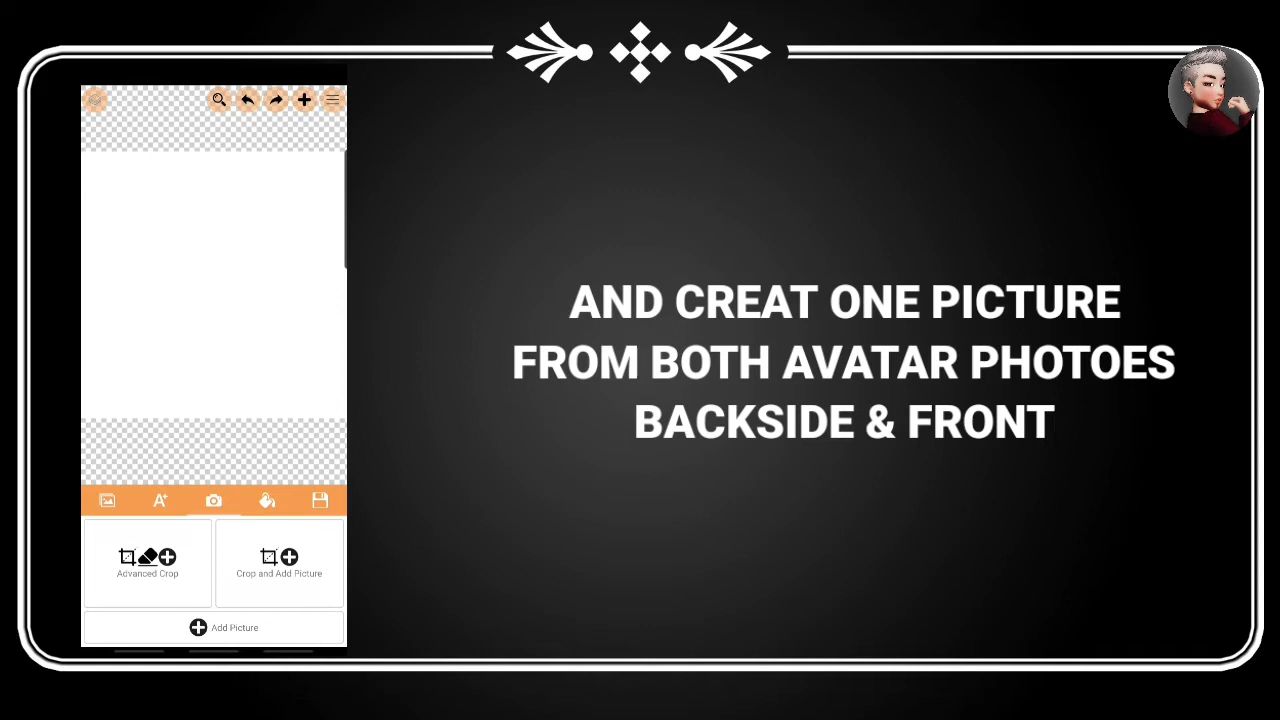 AND CREAT ONE PICTURE
FROM BOTH AVATAR PHOTOES
BACKSIDE & FRONT
A+
Advanced Crop
Crop and Add Picture
Add Picture